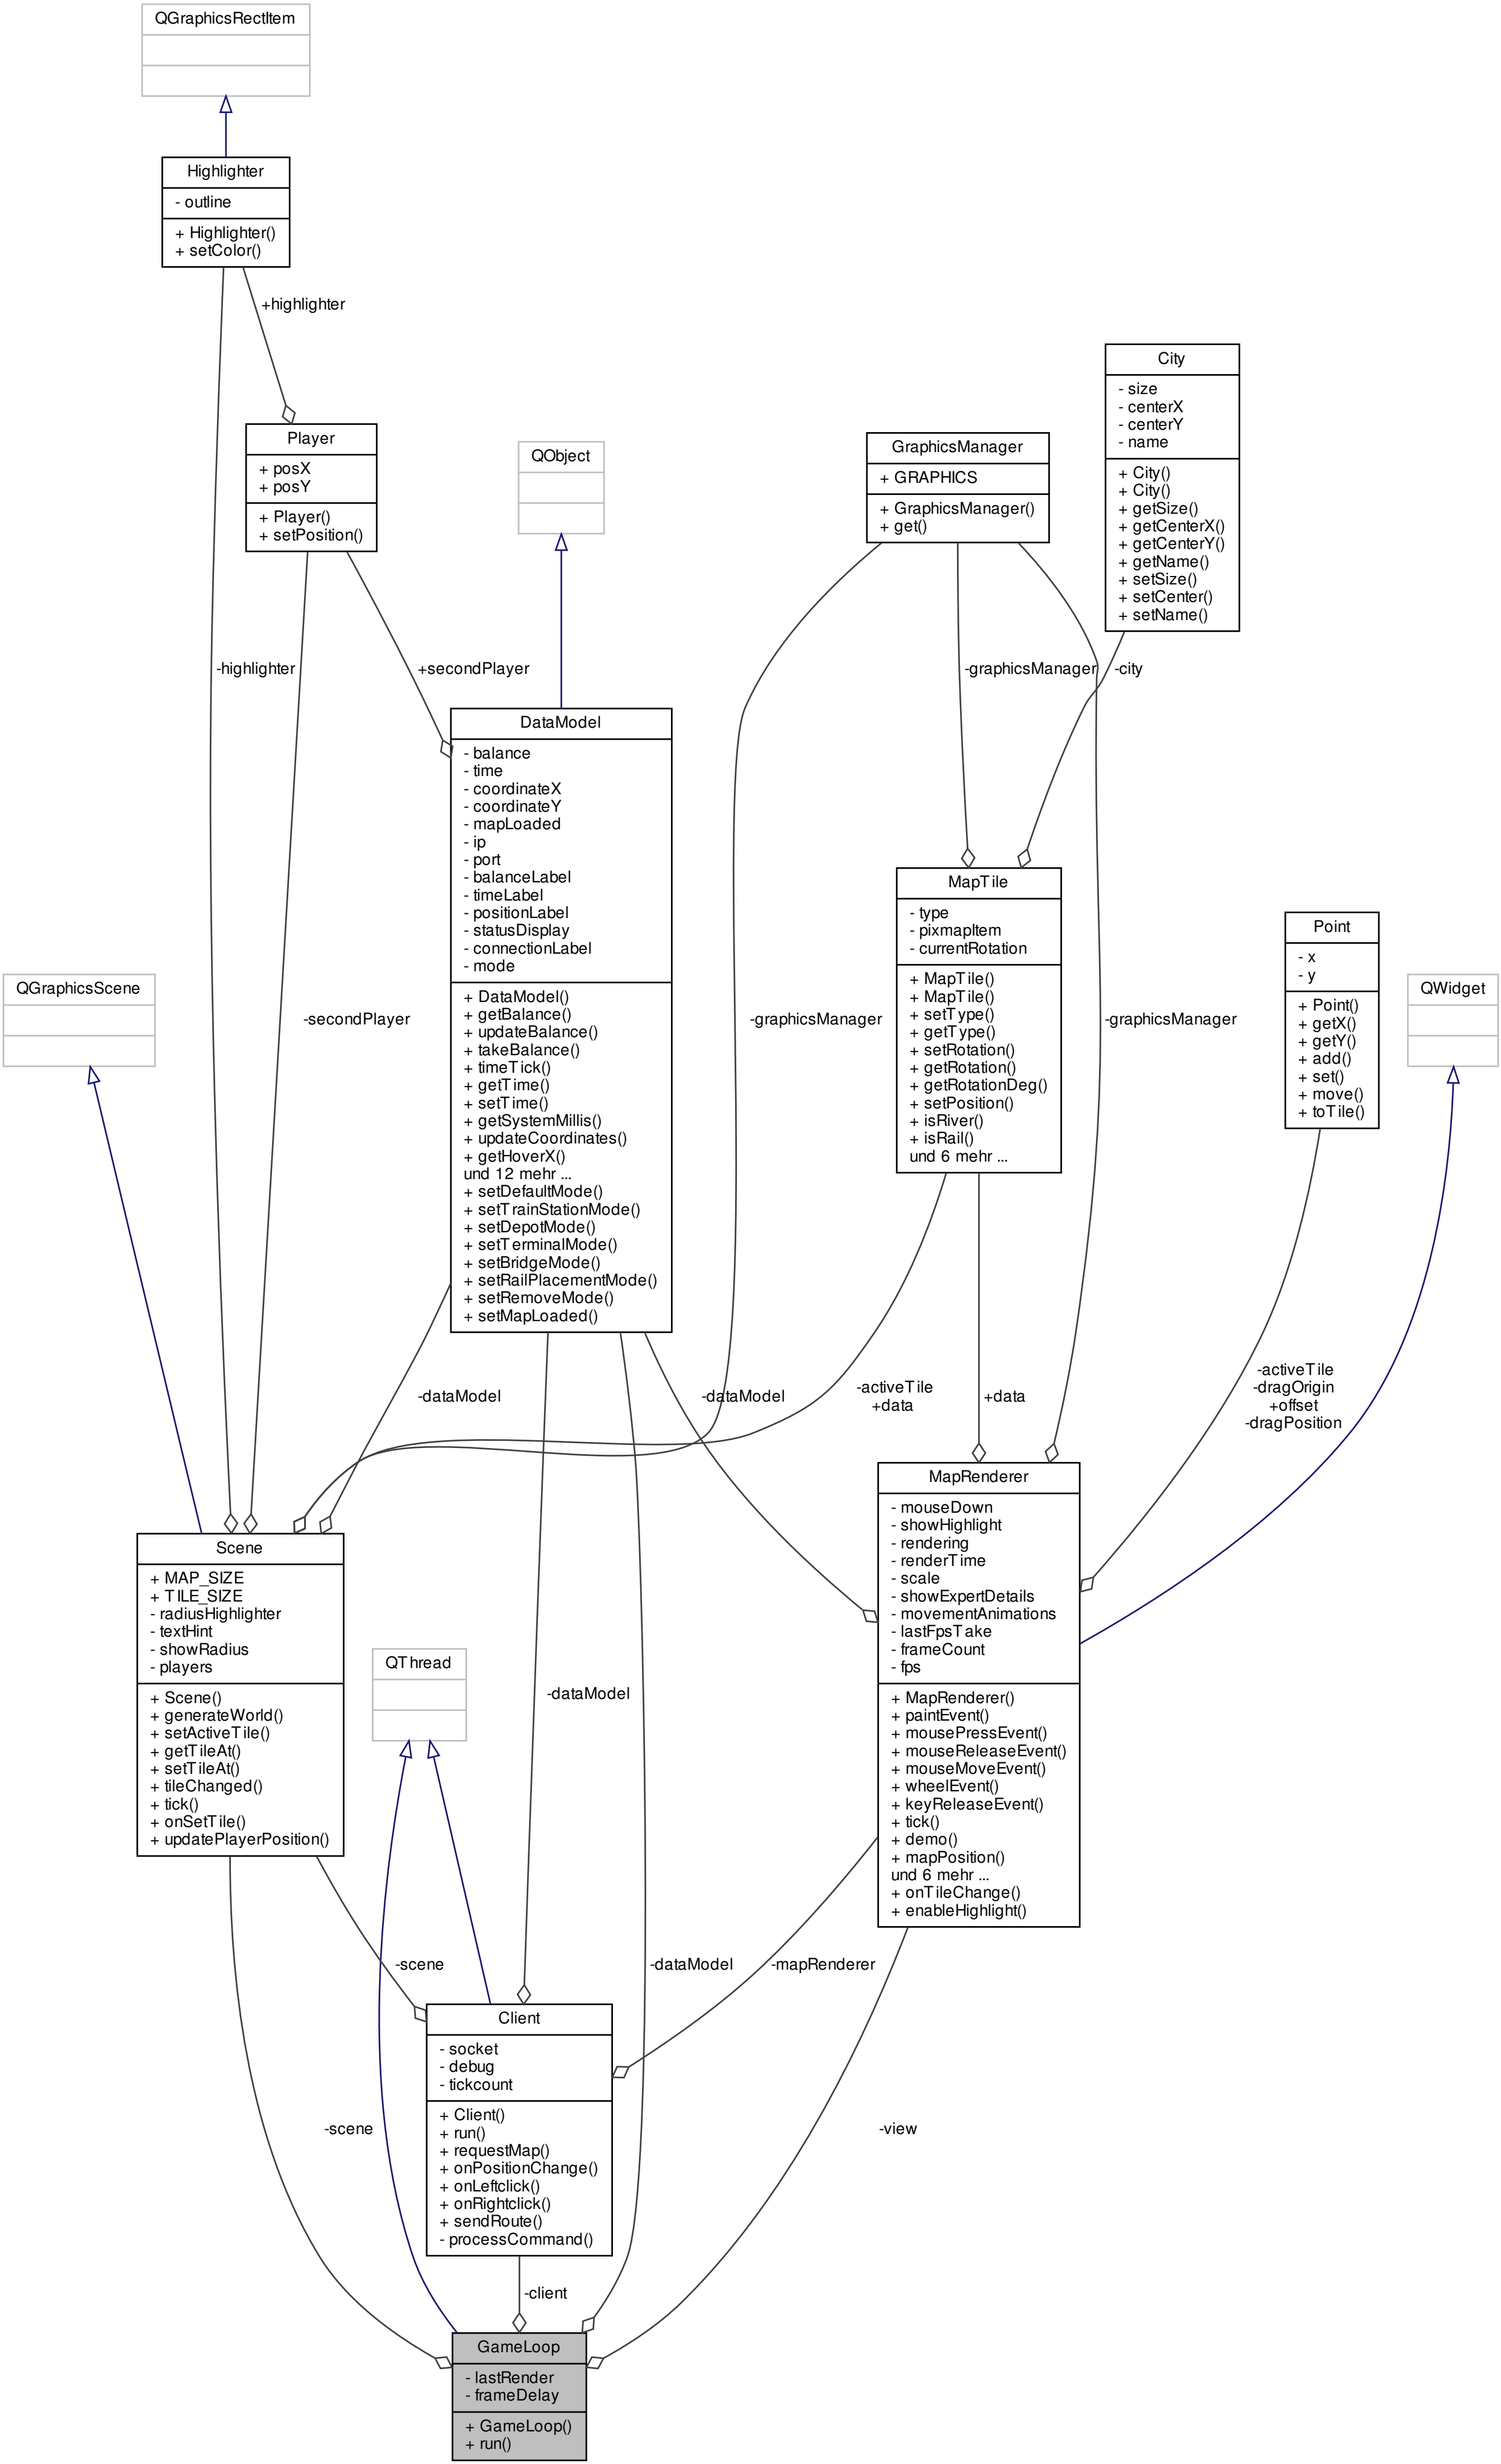 QGraphicsRectItem
Highlighter
- outline
+ Highlighter()
+ setColor()
+highlighter
City
- size
- centerX
- centerY
- name
+ City()
+ City()
+ getSize()
+ getCenterX()
+ getCenterY()
+ getName()
+ setSize()
+ setCenter()
+ setName()
Player
+ posX
+ posY
+ Player()
+ setPosition()
QObject
GraphicsManager
+ GRAPHICS
+ GraphicsManager()
+ get()
-highlighter
+secondPlayer
-graphicsManager
-city
DataModel
- balance
- time
- coordinateX
- coordinateY
- mapLoaded
- ip
- port
- balanceLabel
- timeLabel
- positionLabel
- statusDisplay
- connectionLabel
- mode
+ DataModel()
+ getBalance()
+ updateBalance()
+ takeBalance()
+ timeTick()
+ getTime()
+ setTime()
+ getSystemMillis()
+ updateCoordinates()
+ getHoverX()
und 12 mehr ...
+ setDefaultMode()
+ setTrainStationMode()
+ setDepotMode()
+ setTerminalMode()
+ setBridgeMode()
+ setRailPlacementMode()
+ setRemoveMode()
+ setMapLoaded()
MapTile
- type
- pixmapItem
- currentRotation
+ MapTile()
+ MapTile()
+ setType()
+ getType()
+ setRotation()
+ getRotation()
+ getRotationDeg()
+ setPosition()
+ isRiver()
+ isRail()
und 6 mehr ...
Point
- x
- y
+ Point()
+ getX()
+ getY()
+ add()
+ set()
+ move()
+ toTile()
QGraphicsScene
QWidget
-secondPlayer
-graphicsManager
-graphicsManager
-dataModel
-dataModel
-activeTile
+data
+data
-activeTile
-dragOrigin
+offset
-dragPosition
Scene
+ MAP_SIZE
+ TILE_SIZE
- radiusHighlighter
- textHint
- showRadius
- players
+ Scene()
+ generateWorld()
+ setActiveTile()
+ getTileAt()
+ setTileAt()
+ tileChanged()
+ tick()
+ onSetTile()
+ updatePlayerPosition()
QThread
-dataModel
MapRenderer
- mouseDown
- showHighlight
- rendering
- renderTime
- scale
- showExpertDetails
- movementAnimations
- lastFpsTake
- frameCount
- fps
+ MapRenderer()
+ paintEvent()
+ mousePressEvent()
+ mouseReleaseEvent()
+ mouseMoveEvent()
+ wheelEvent()
+ keyReleaseEvent()
+ tick()
+ demo()
+ mapPosition()
und 6 mehr ...
+ onTileChange()
+ enableHighlight()
-scene
-dataModel
-mapRenderer
Client
- socket
- debug
- tickcount
+ Client()
+ run()
+ requestMap()
+ onPositionChange()
+ onLeftclick()
+ onRightclick()
+ sendRoute()
- processCommand()
-scene
-view
-client
GameLoop
- lastRender
- frameDelay
+ GameLoop()
+ run()